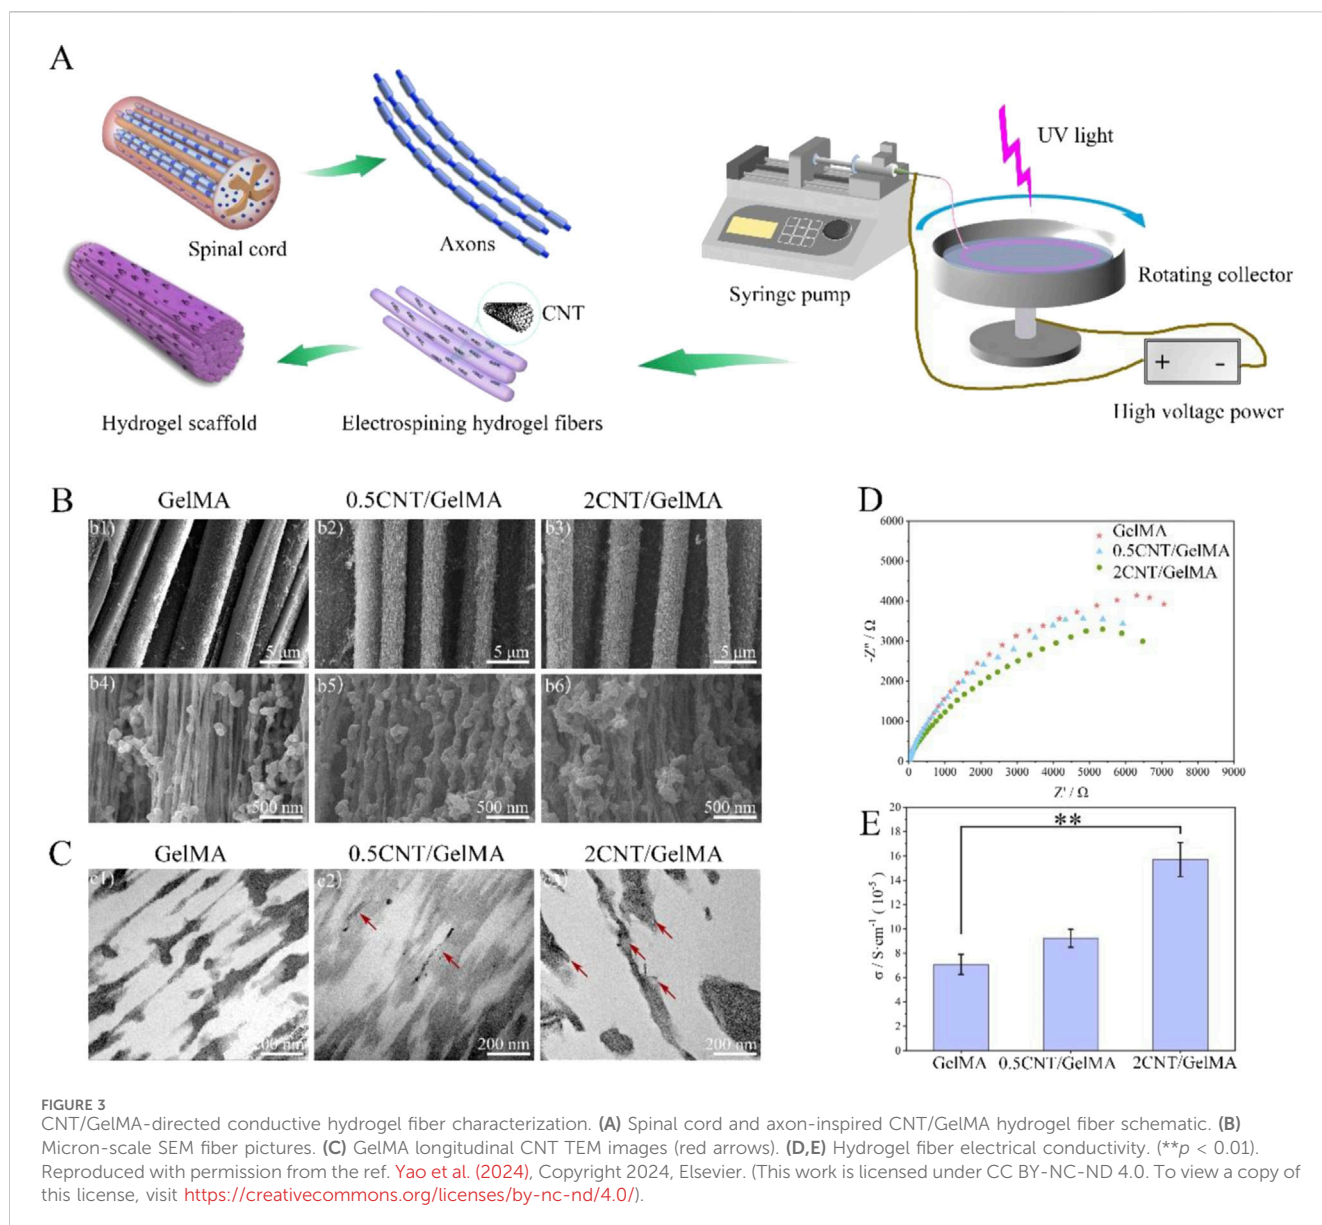 A
Spinal cord
Axons
CNT
Hydrogel scaffold
Electrospining hydrogel fibers
Syringe pump
UV light
Rotating collector
+ -
High voltage power
B
GelMA 0.5CNT/GelMA 2CNT/GelMA
b1) b2) b3)
5 μm 5 μm 5 μm
b4) b5) b6)
500 nm 500 nm 500 nm
C
GelMA 0.5CNT/GelMA 2CNT/GelMA
c1) c2)
200 nm 200 nm 200 nm
D
GelMA
0.5CNT/GelMA
2CNT/GelMA
-Z''/ Ω
6000
5000
4000
3000
2000
1000
0
0 1000 2000 3000 4000 5000 6000 7000 8000 9000
Z' / Ω
E
**
σ / S·cm⁻¹ ( 10⁻⁵ )
20
18
16
14
12
10
8
6
4
2
0
GelMA 0.5CNT/GelMA 2CNT/GelMA
FIGURE 3
CNT/GelMA-directed conductive hydrogel fiber characterization. (A) Spinal cord and axon-inspired CNT/GelMA hydrogel fiber schematic. (B)
Micron-scale SEM fiber pictures. (C) GelMA longitudinal CNT TEM images (red arrows). (D,E) Hydrogel fiber electrical conductivity. (**p < 0.01).
Reproduced with permission from the ref. Yao et al. (2024), Copyright 2024, Elsevier. (This work is licensed under CC BY-NC-ND 4.0. To view a copy of
this license, visit https://creativecommons.org/licenses/by-nc-nd/4.0/).